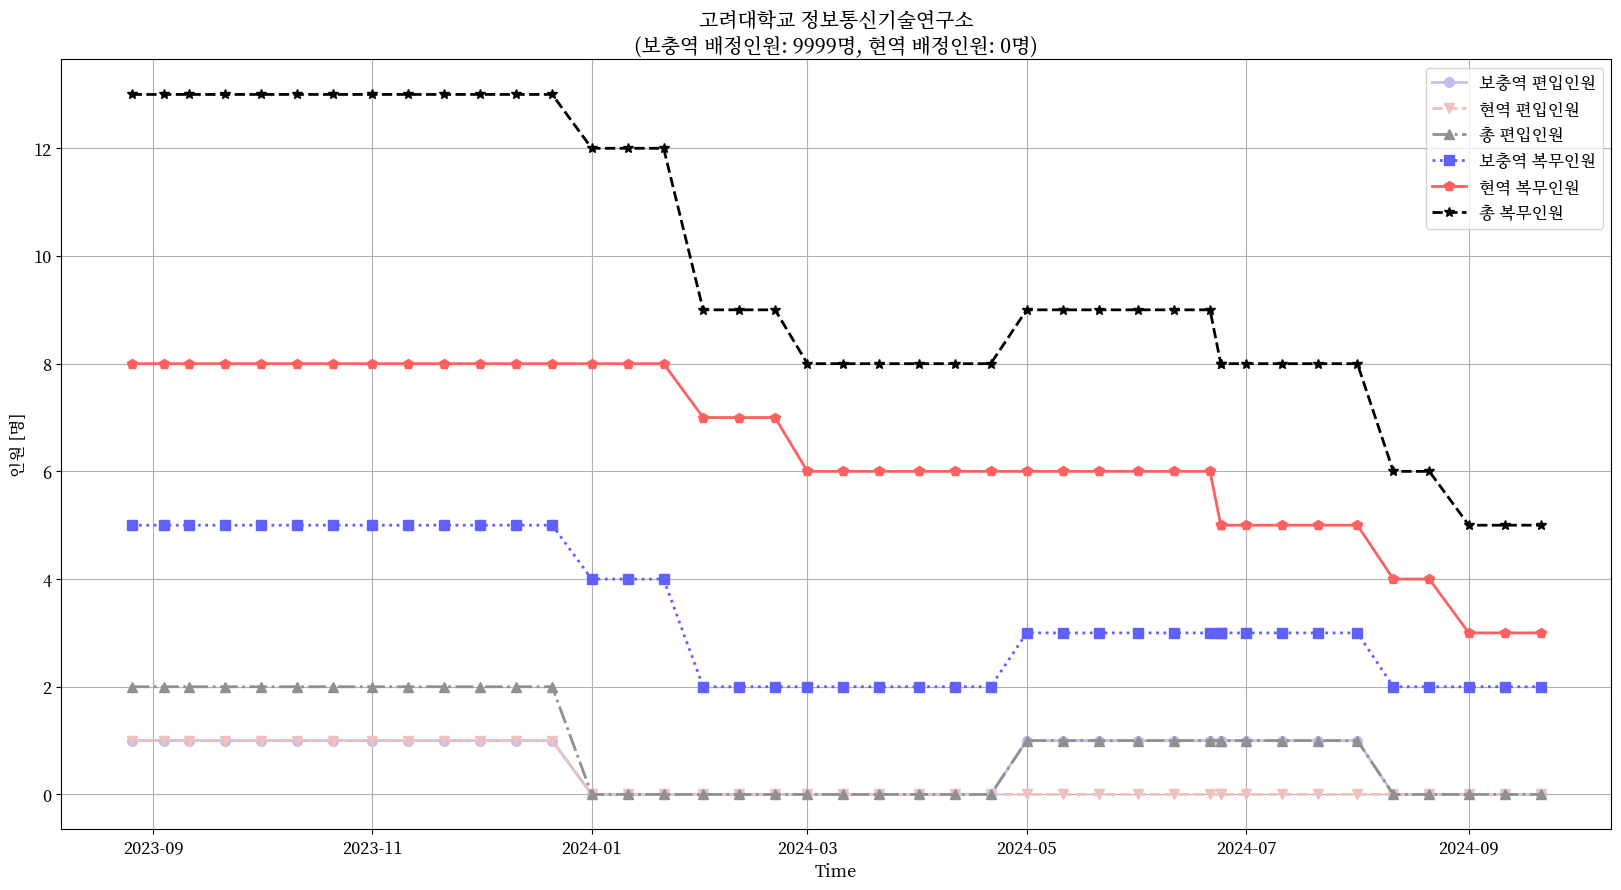 고려대학교 정보통신기술연구소
(보충역 배정인원: 9999명, 현역 배정인원: 0명)
보충역 편입인원
현역 편입인원
총 편입인원
보충역 복무인원
현역 복무인원
총 복무인원
인원 [명]
12
10
8
6
4
2
0
2023-09
2023-11
2024-01
2024-03
2024-05
2024-07
2024-09
Time